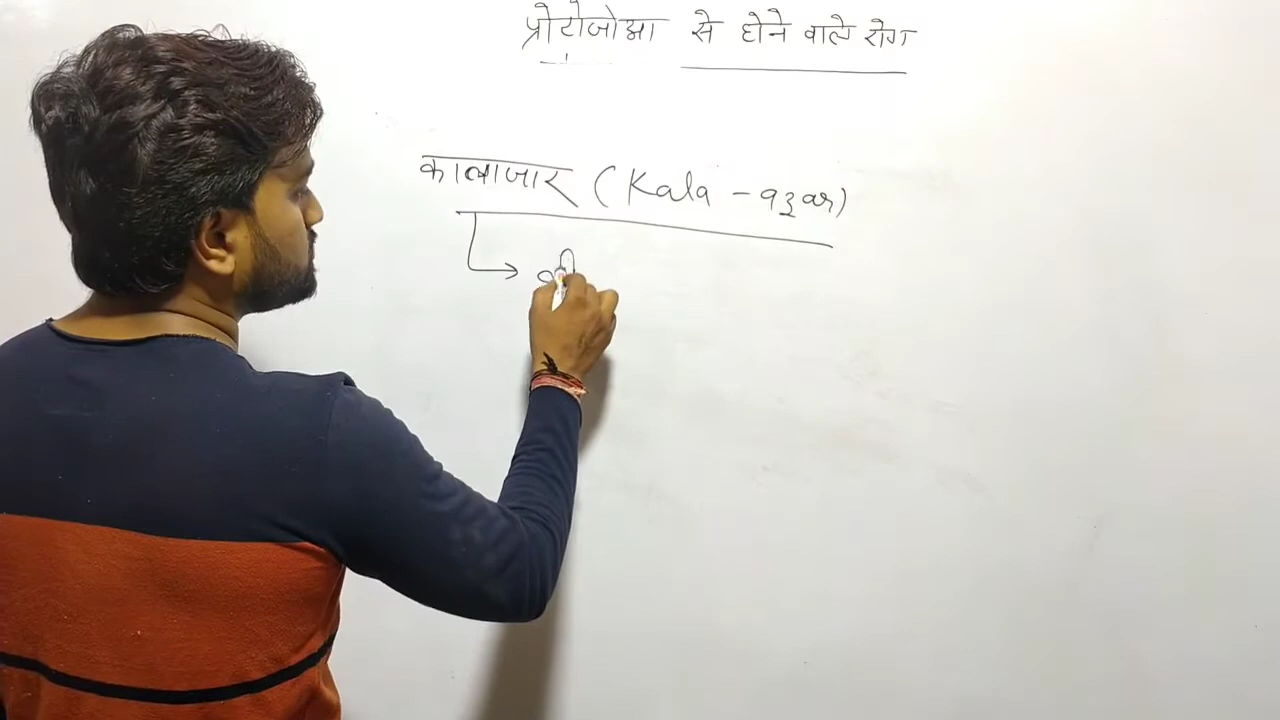 प्रोटोजोआ से होने वाले रोग
कालाजार (Kala - azar)